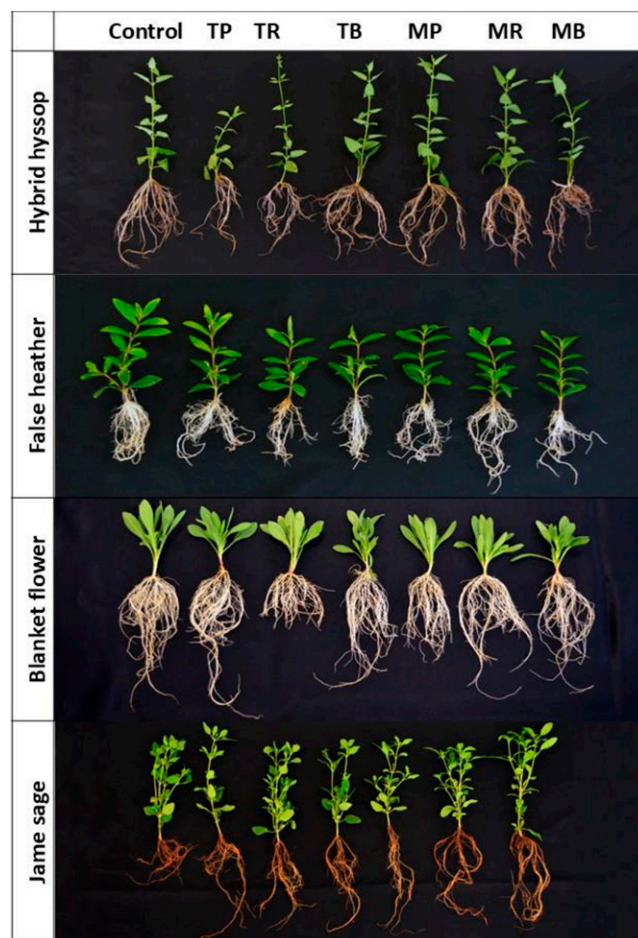 Control TP TR TB MP MR MB
Hybrid hyssop
False heather
Blanket flower
Jame sage